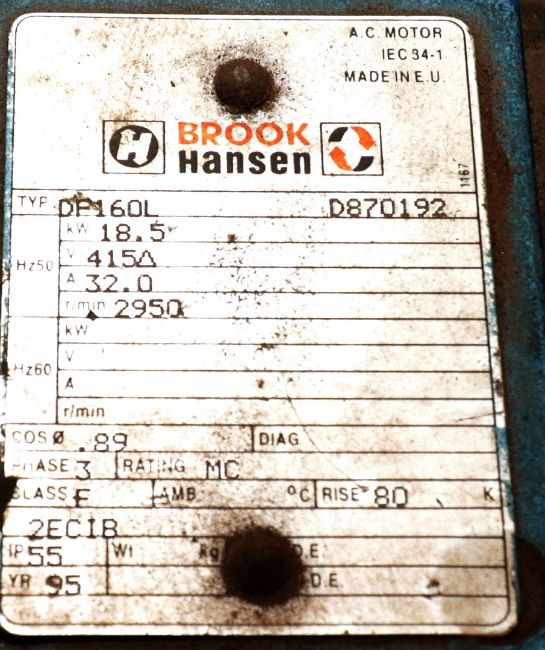 A.C. MOTOR
IEC 34-1
MADE IN E.U.
H BROOK
Hansen
1167
TYP DF160L D870192
Hz50
kW 18.5
V 415Δ
A 32.0
r/min 2950
Hz60
kW
V
A
r/min
COS Ø .89 DIAG
PHASE 3 RATING MC
CLASS F AMB °C RISE 80 K
2ECIB
IP 55 Wt Kg D.E.
YR 95 D.E.